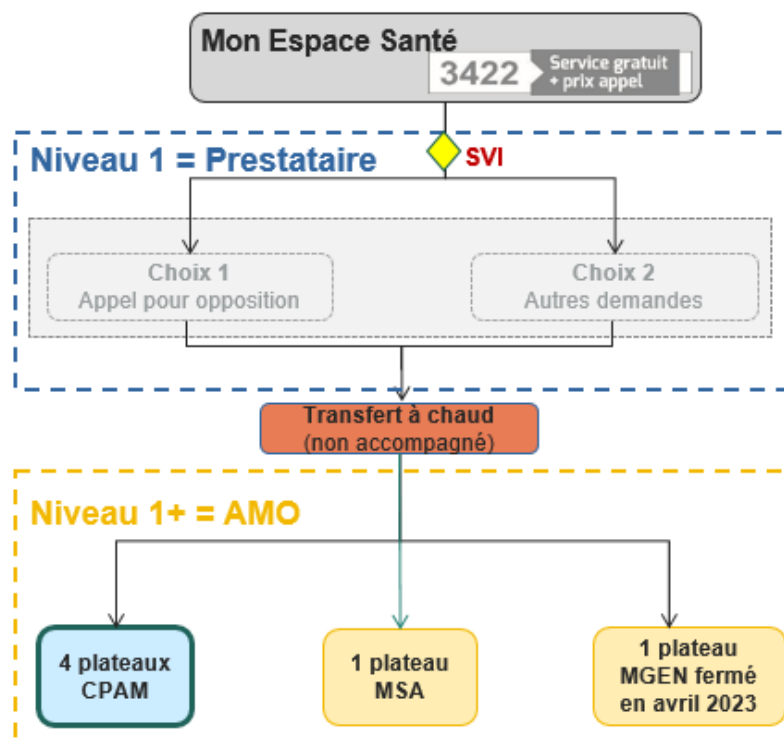 Mon Espace Santé
3422
Service gratuit
+ prix appel
Niveau 1 = Prestataire
SVI
Choix 1
Appel pour opposition
Choix 2
Autres demandes
Transfert à chaud
(non accompagné)
Niveau 1+ = AMO
4 plateaux
CPAM
1 plateau
MSA
1 plateau
MGEN fermé
en avril 2023